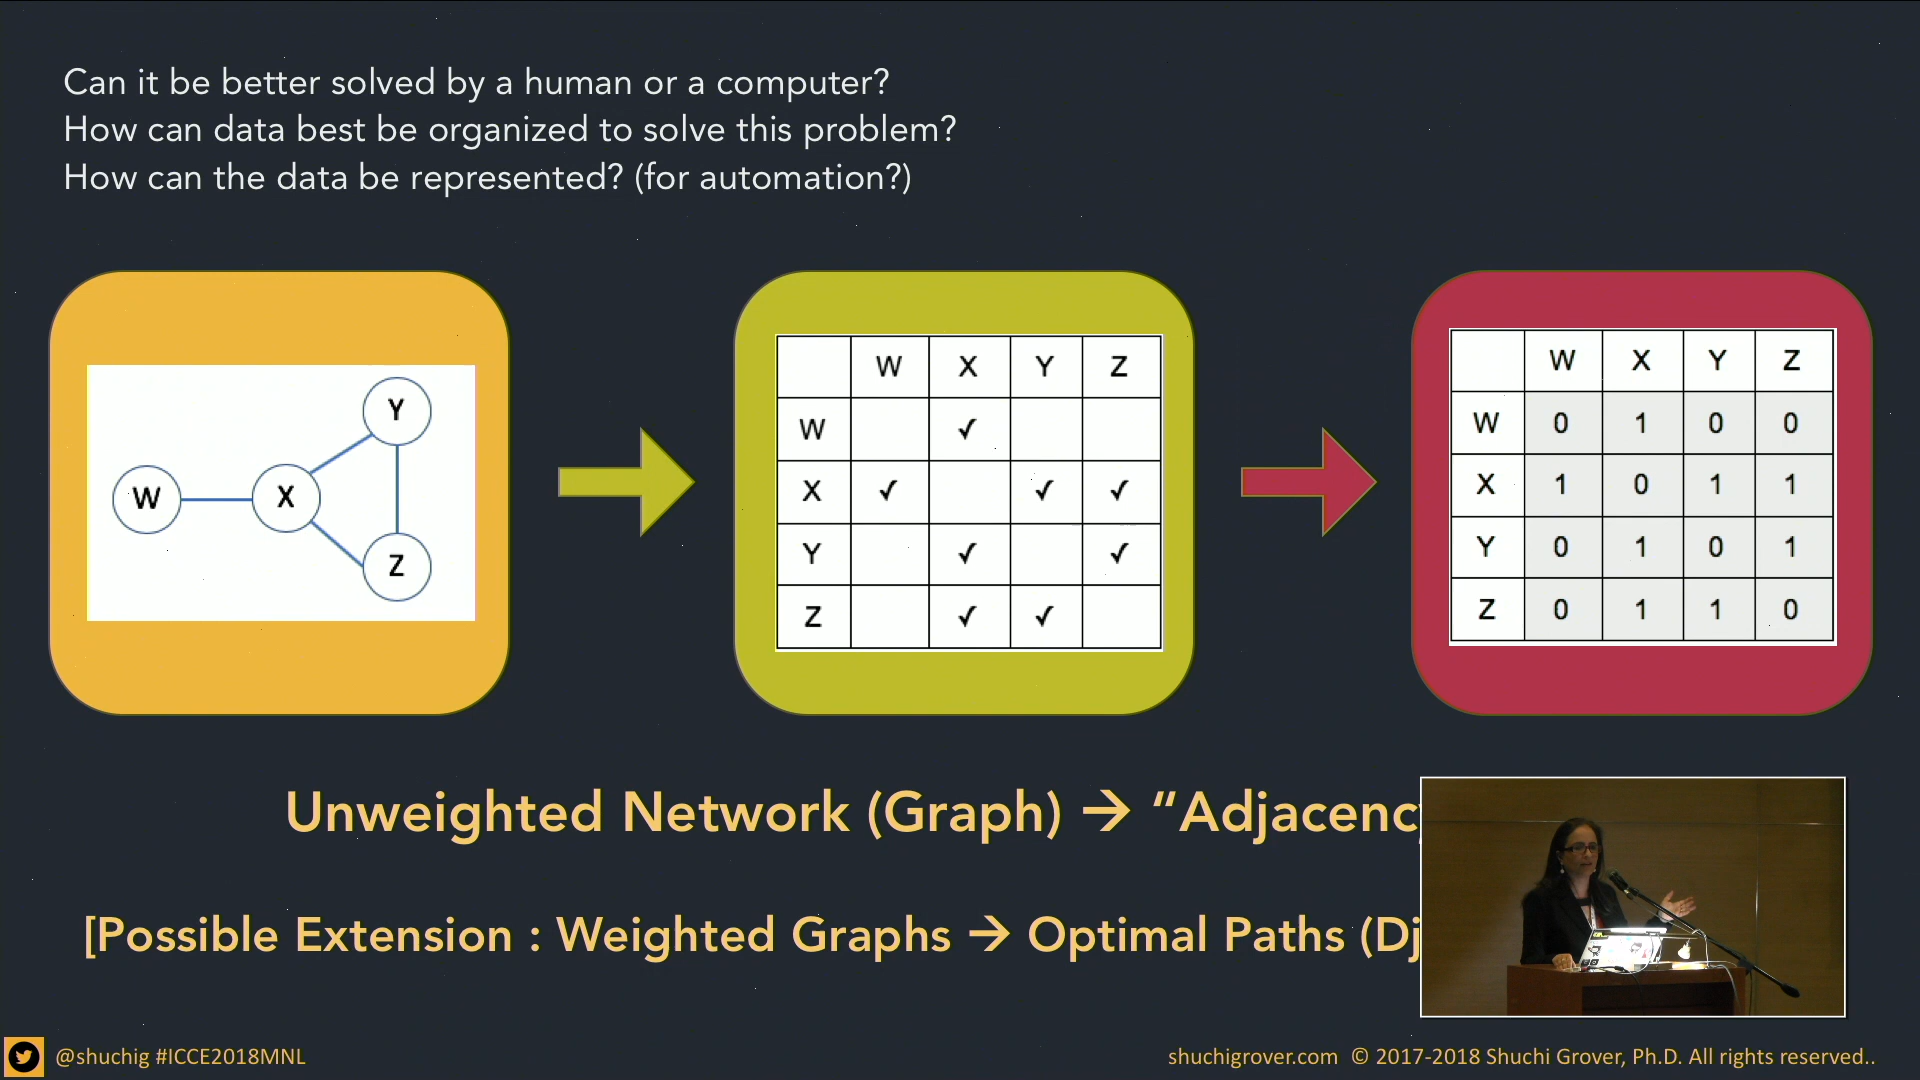 Can it be better solved by a human or a computer?
How can data best be organized to solve this problem?
How can the data be represented? (for automation?)
Y
W X
Z
W X Y Z
W ✓
X ✓ ✓ ✓
Y ✓ ✓
Z ✓ ✓
W X Y Z
W 0 1 0 0
X 1 0 1 1
Y 0 1 0 1
Z 0 1 1 0
Unweighted Network (Graph) → “Adjacency
[Possible Extension : Weighted Graphs → Optimal Paths (Dj
@shuchig #ICCE2018MNL
shuchigrover.com © 2017-2018 Shuchi Grover, Ph.D. All rights reserved..